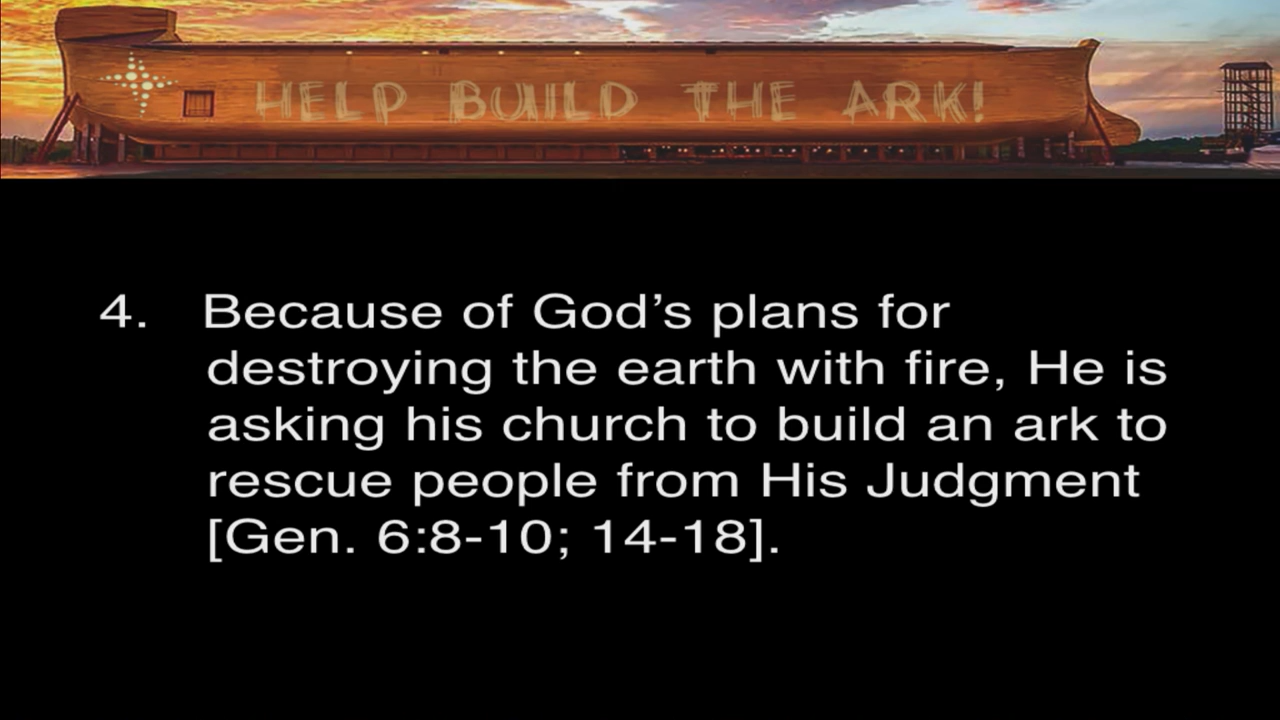 HELP BUILD THE ARK!
4. Because of God’s plans for
destroying the earth with fire, He is
asking his church to build an ark to
rescue people from His Judgment
[Gen. 6:8-10; 14-18].